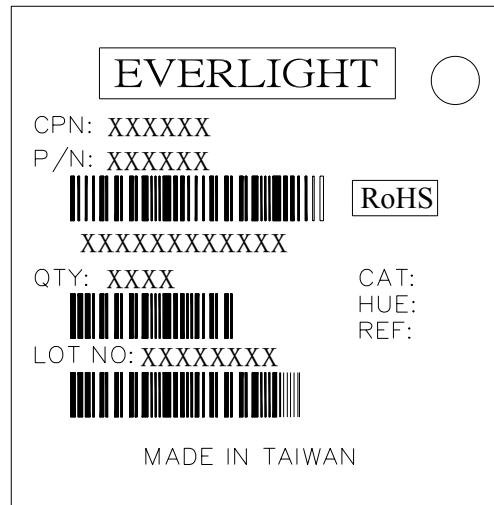 EVERLIGHT
CPN: XXXXXX
P/N: XXXXXX
RoHS
XXXXXXXXXXXX
QTY: XXXX
CAT:
HUE:
REF:
LOT NO: XXXXXXXX
MADE IN TAIWAN